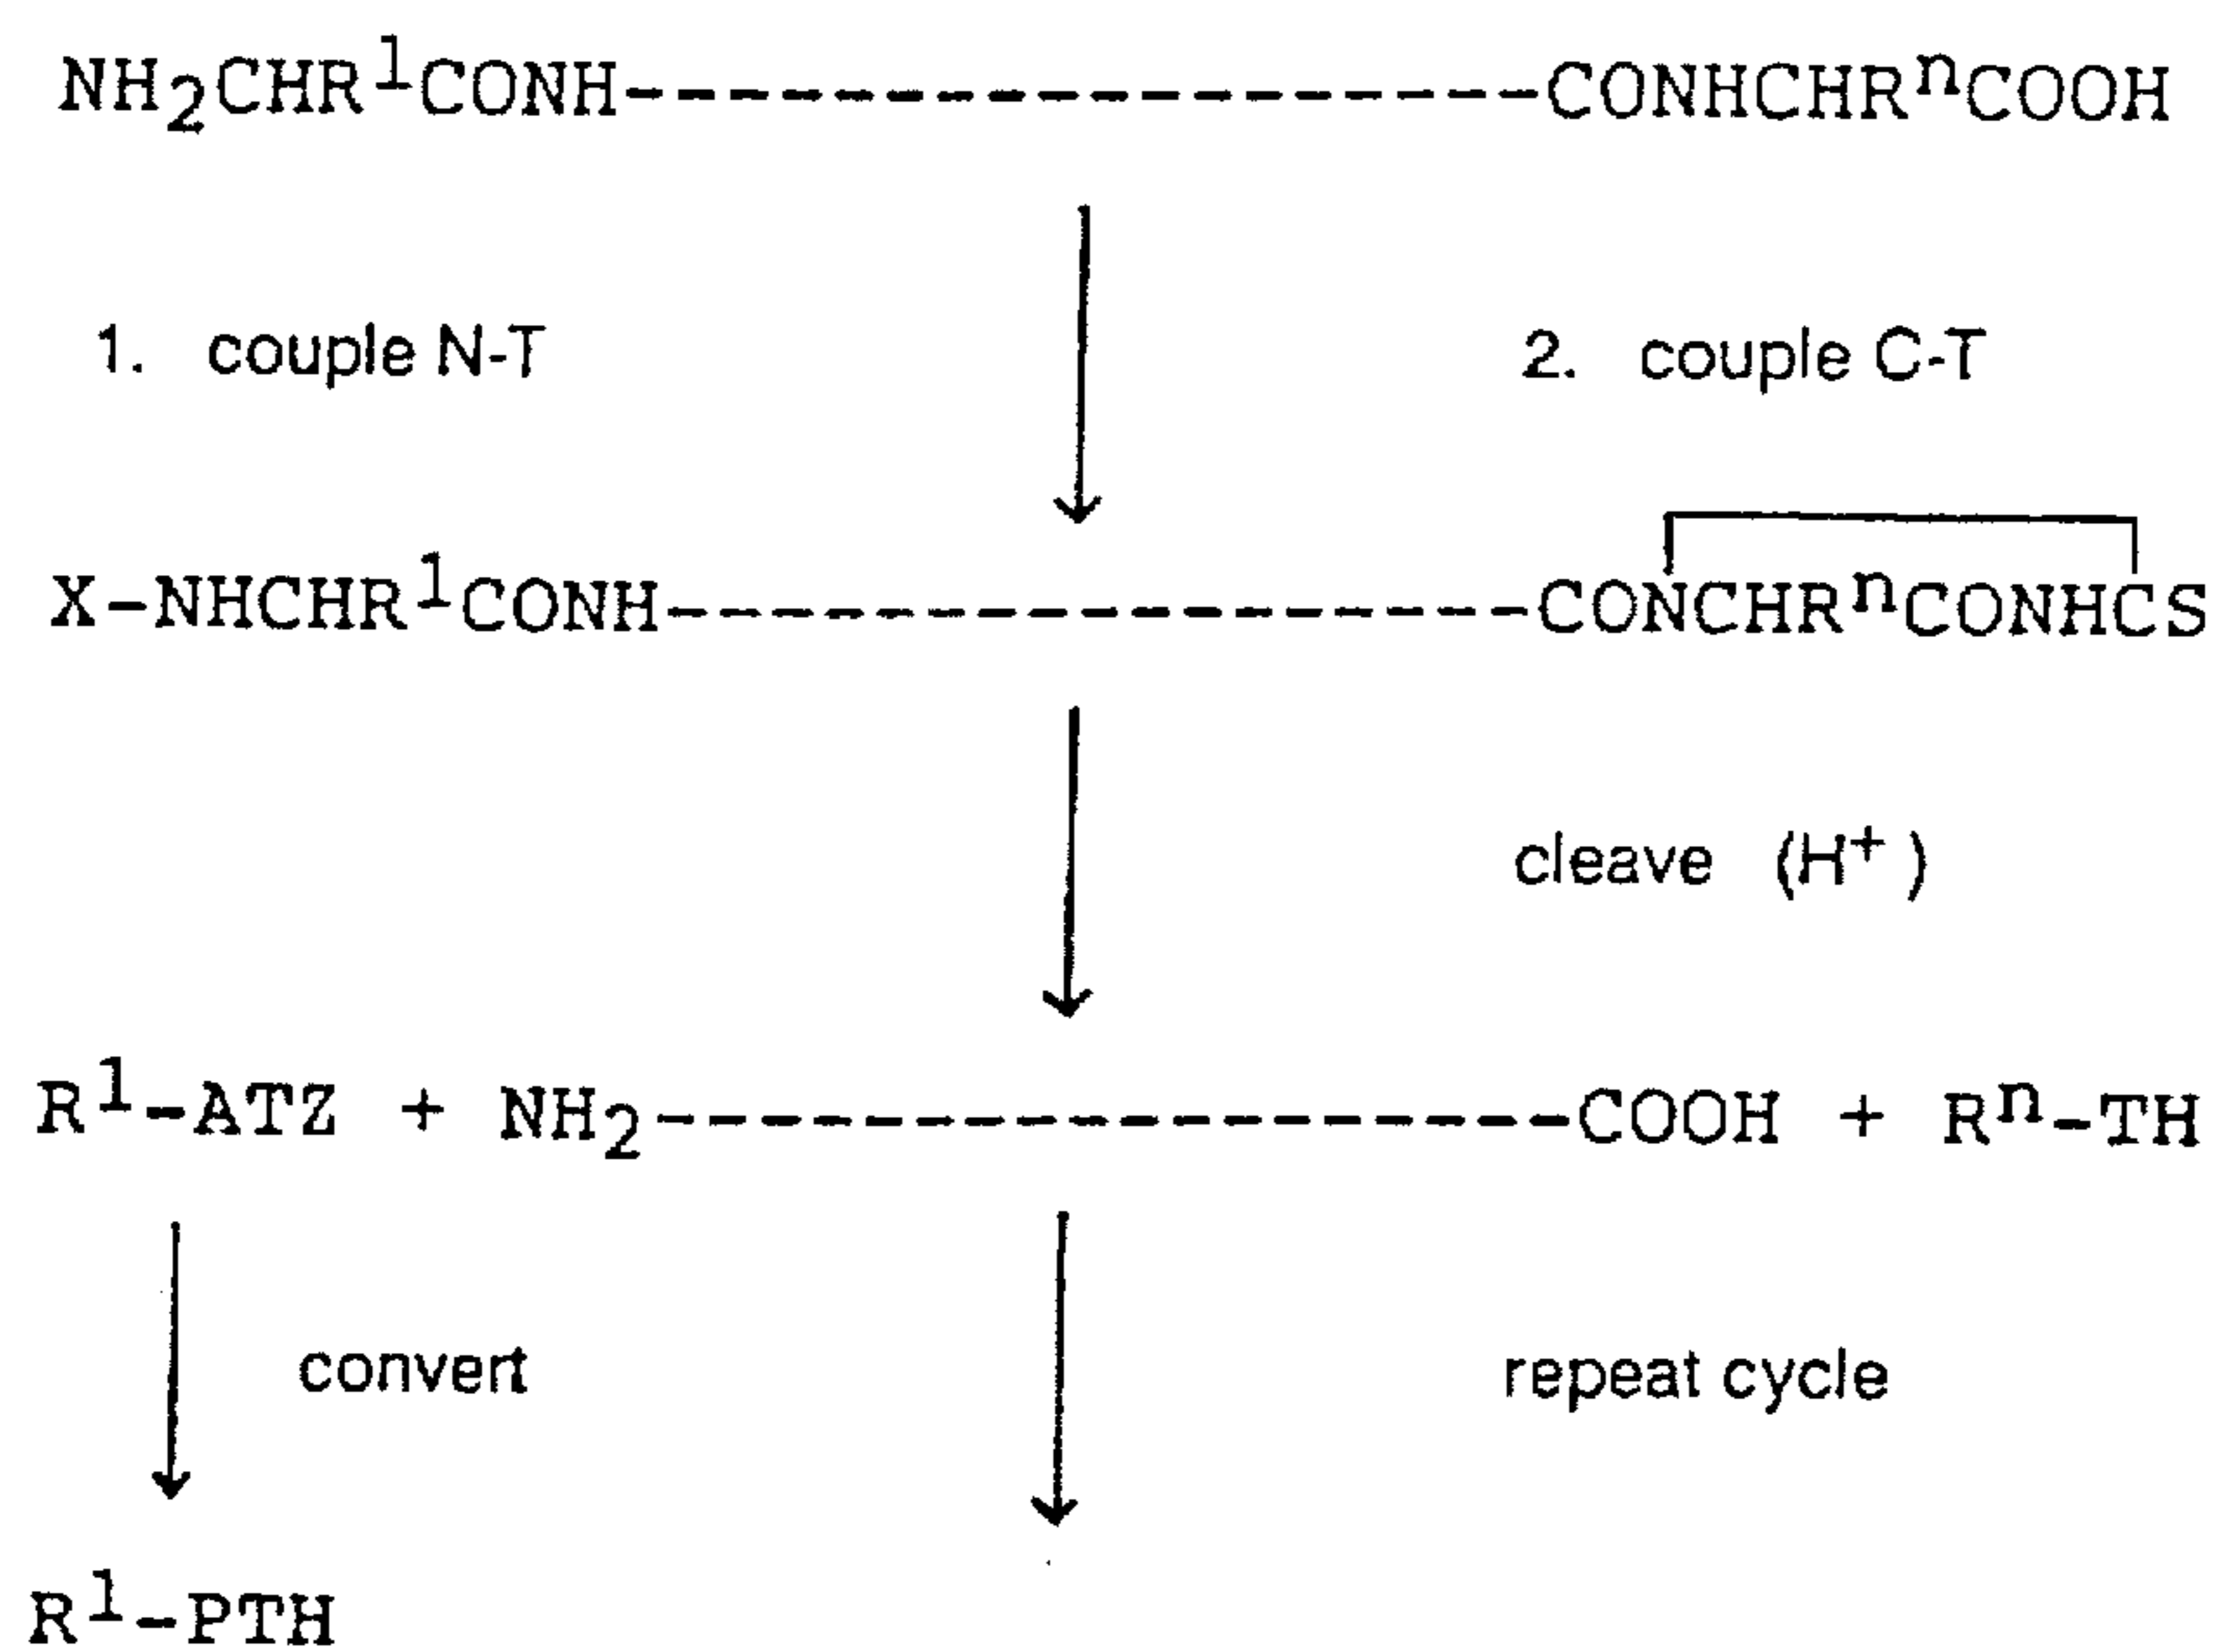 NH₂CHR¹CONH------------------CONHCHRⁿCOOH
1. couple N-T 2. couple C-T
X-NHCHR¹CONH-----------------CONCHRⁿCONHCS
cleave (H⁺)
R¹-ATZ + NH₂------------------COOH + Rⁿ-TH
convert repeat cycle
R¹-PTH